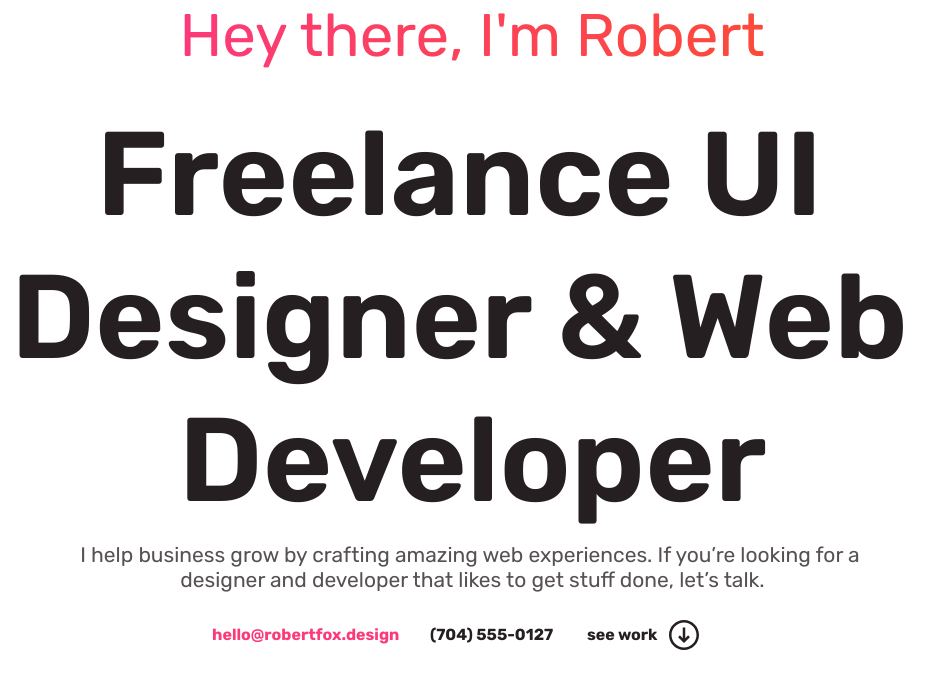 Hey there, I'm Robert
Freelance UI
Designer & Web
Developer
I help business grow by crafting amazing web experiences. If you’re looking for a
designer and developer that likes to get stuff done, let’s talk.
hello@robertfox.design (704) 555-0127 see work